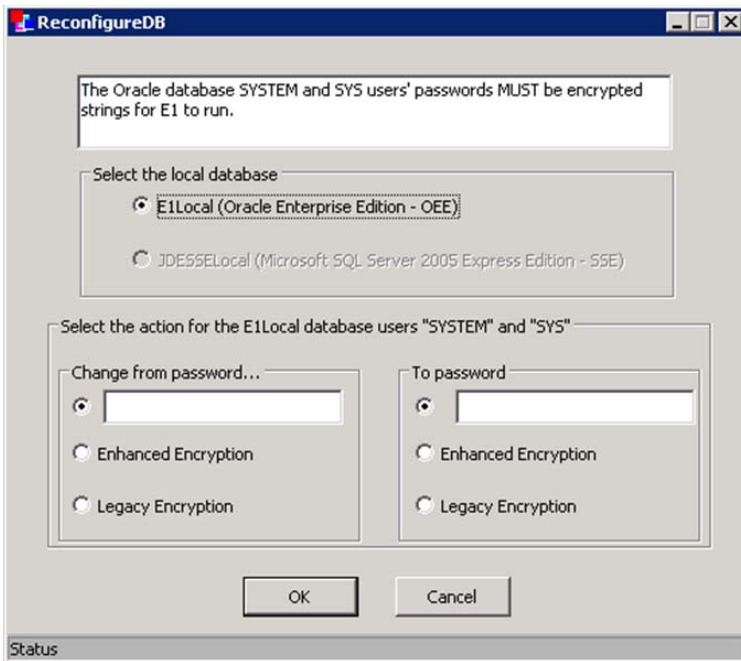 ReconfigureDB
The Oracle database SYSTEM and SYS users' passwords MUST be encrypted
strings for E1 to run.
Select the local database
E1Local (Oracle Enterprise Edition - OEE)
JDESSELocal (Microsoft SQL Server 2005 Express Edition - SSE)
Select the action for the E1Local database users "SYSTEM" and "SYS"
Change from password...
To password
Enhanced Encryption
Enhanced Encryption
Legacy Encryption
Legacy Encryption
OK
Cancel
Status